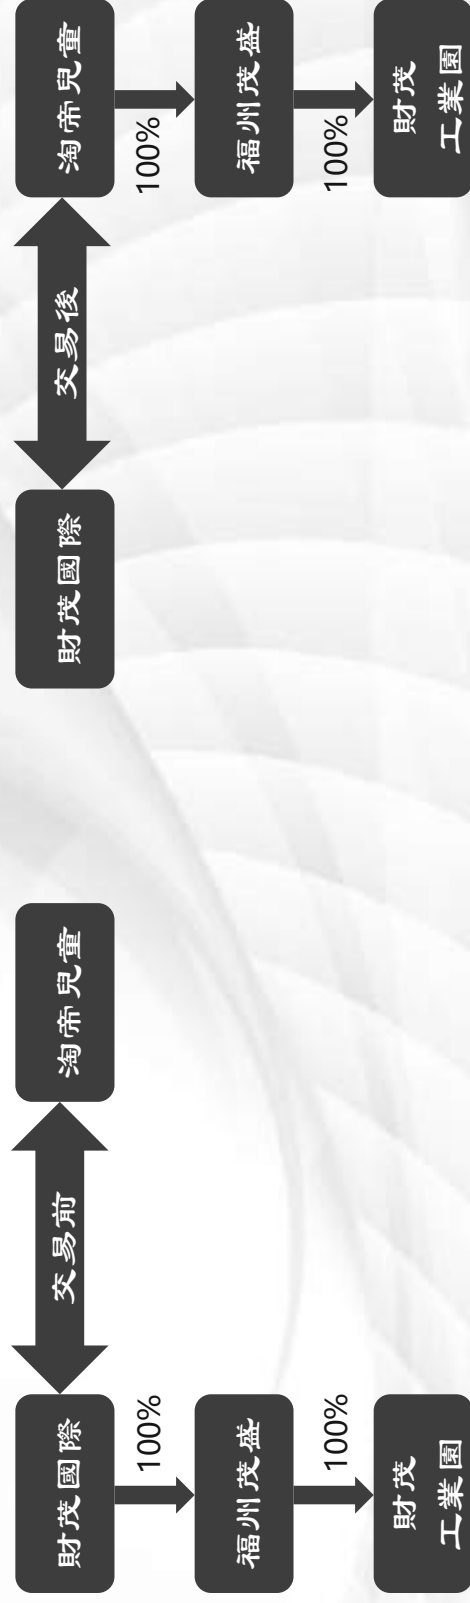 財茂國際
交易前
淘帝兒童
100%
福州茂盛
100%
財茂
工業園
財茂國際
交易後
淘帝兒童
100%
福州茂盛
100%
財茂
工業園